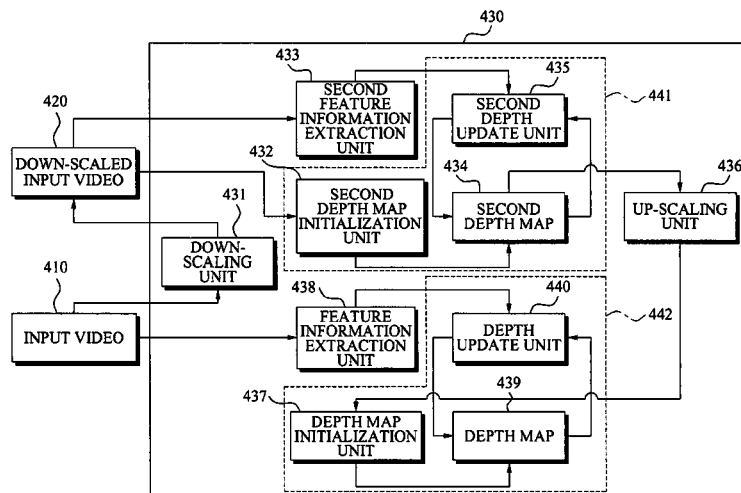 430
433
SECOND
FEATURE
INFORMATION
EXTRACTION
UNIT
435
SECOND
DEPTH
UPDATE UNIT
441
420
DOWN-SCALED
INPUT VIDEO
432
SECOND
DEPTH MAP
INITIALIZATION
UNIT
434
SECOND
DEPTH MAP
436
UP-SCALING
UNIT
431
DOWN-
SCALING
UNIT
410
INPUT VIDEO
438
FEATURE
INFORMATION
EXTRACTION
UNIT
440
DEPTH
UPDATE UNIT
442
437
DEPTH MAP
INITIALIZATION
UNIT
439
DEPTH MAP